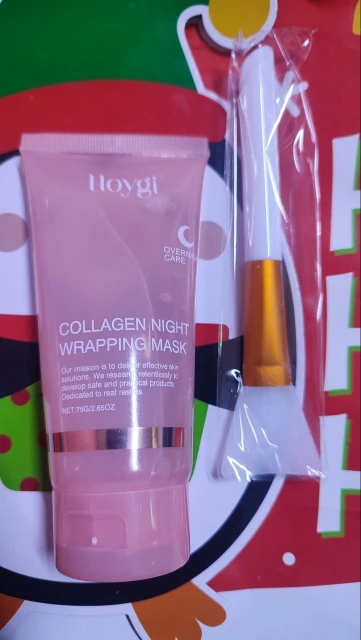 Hoygi
OVERNI
CARE
COLLAGEN NIGHT
WRAPPING MASK
Our mission is to deliver effective skin
solutions. We research relentlessly to
develop safe and practical products.
Dedicated to real results.
NET.75G/2.65OZ